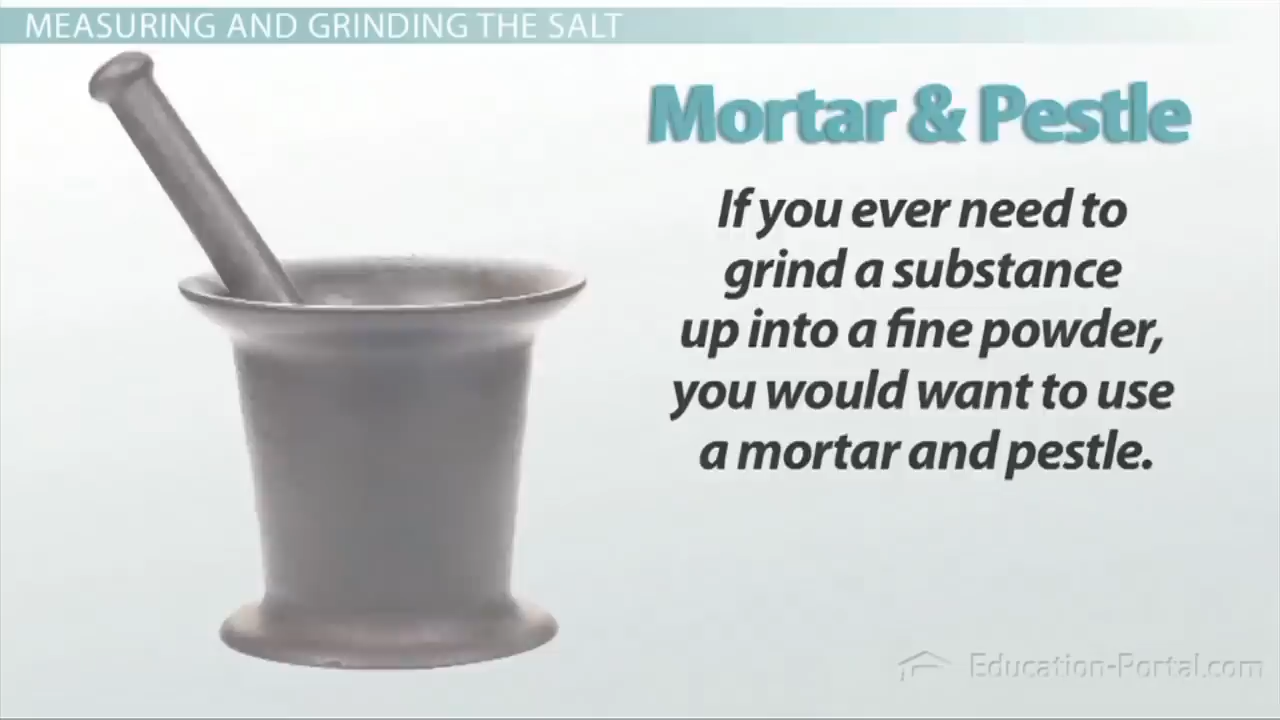 MEASURING AND GRINDING THE SALT
Mortar & Pestle
If you ever need to
grind a substance
up into a fine powder,
you would want to use
a mortar and pestle.
Education-Portal.com